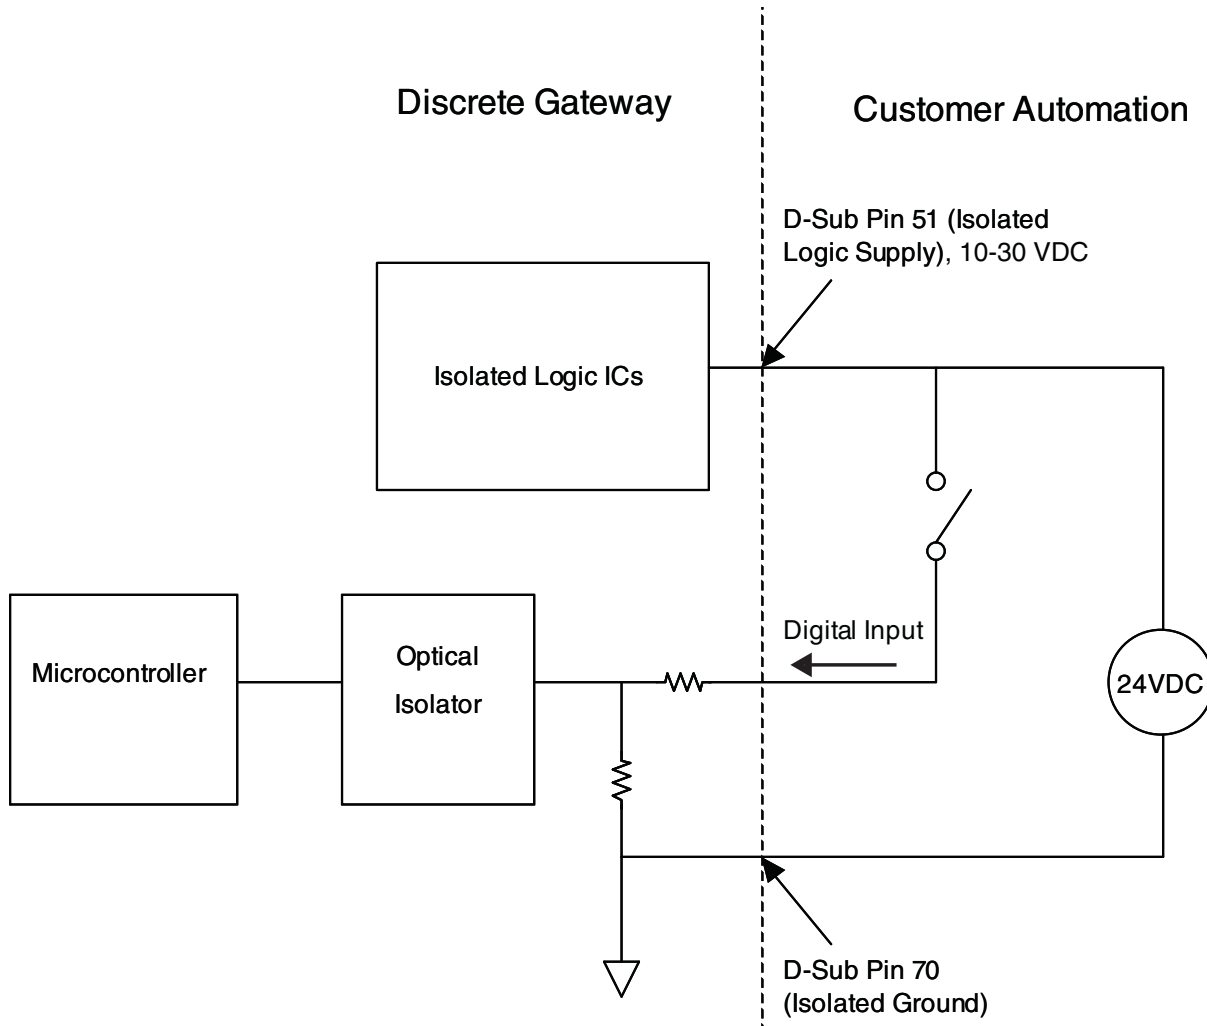 Discrete Gateway
Customer Automation
D-Sub Pin 51 (Isolated
Logic Supply), 10-30 VDC
Isolated Logic ICs
Digital Input
Microcontroller
Optical
Isolator
24VDC
D-Sub Pin 70
(Isolated Ground)